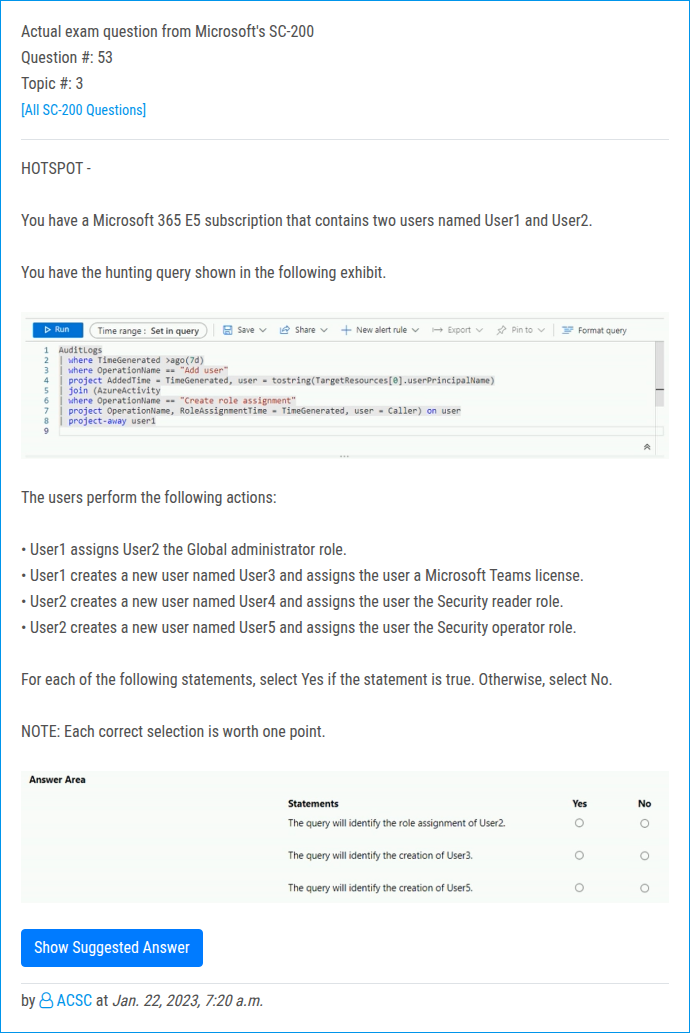 Actual exam question from Microsoft's SC-200
Question #: 53
Topic #: 3
[All SC-200 Questions]
HOTSPOT -
You have a Microsoft 365 E5 subscription that contains two users named User1 and User2.
You have the hunting query shown in the following exhibit.
Run Time range : Set in query Save Share New alert rule Export Pin to Format query
1 AuditLogs
2 | where TimeGenerated >ago(7d)
3 | where OperationName == "Add user"
4 | project AddedTime = TimeGenerated, user = tostring(TargetResources[0].userPrincipalName)
5 | join (AzureActivity
6 | where OperationName == "Create role assignment"
7 | project OperationName, RoleAssignmentTime = TimeGenerated, user = Caller) on user
8 | project-away user1
9
...
The users perform the following actions:
• User1 assigns User2 the Global administrator role.
• User1 creates a new user named User3 and assigns the user a Microsoft Teams license.
• User2 creates a new user named User4 and assigns the user the Security reader role.
• User2 creates a new user named User5 and assigns the user the Security operator role.
For each of the following statements, select Yes if the statement is true. Otherwise, select No.
NOTE: Each correct selection is worth one point.
Answer Area
Statements Yes No
The query will identify the role assignment of User2.
The query will identify the creation of User3.
The query will identify the creation of User5.
Show Suggested Answer
by ACSC at Jan. 22, 2023, 7:20 a.m.